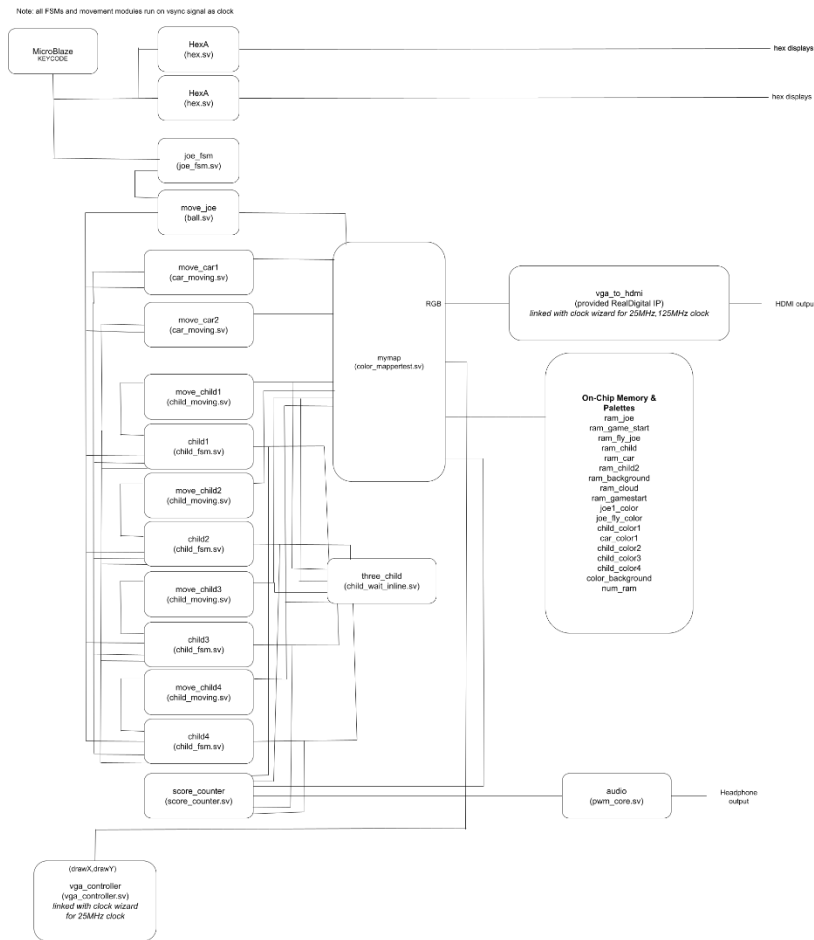 Note: all FSMs and movement modules run on vsync signal as clock
MicroBlaze
KEYCODE
HexA
(hex.sv)
hex displays
HexA
(hex.sv)
hex displays
joe_fsm
(joe_fsm.sv)
move_joe
(ball.sv)
move_car1
(car_moving.sv)
move_car2
(car_moving.sv)
RGB
mymap
(color_mappertest.sv)
vga_to_hdmi
(provided RealDigital IP)
linked with clock wizard for 25MHz,125MHz clock
HDMI outpu
move_child1
(child_moving.sv)
child1
(child_fsm.sv)
move_child2
(child_moving.sv)
child2
(child_fsm.sv)
move_child3
(child_moving.sv)
child3
(child_fsm.sv)
move_child4
(child_moving.sv)
child4
(child_fsm.sv)
three_child
(child_wait_inline.sv)
On-Chip Memory &
Palettes
ram_joe
ram_game_start
ram_fly_joe
ram_child
ram_car
ram_child2
ram_background
ram_cloud
ram_gamestart
joe1_color
joe_fly_color
child_color1
car_color1
child_color2
child_color3
child_color4
color_background
num_ram
score_counter
(score_counter.sv)
audio
(pwm_core.sv)
Headphone
output
(drawX,drawY)
vga_controller
(vga_controller.sv)
linked with clock wizard
for 25MHz clock